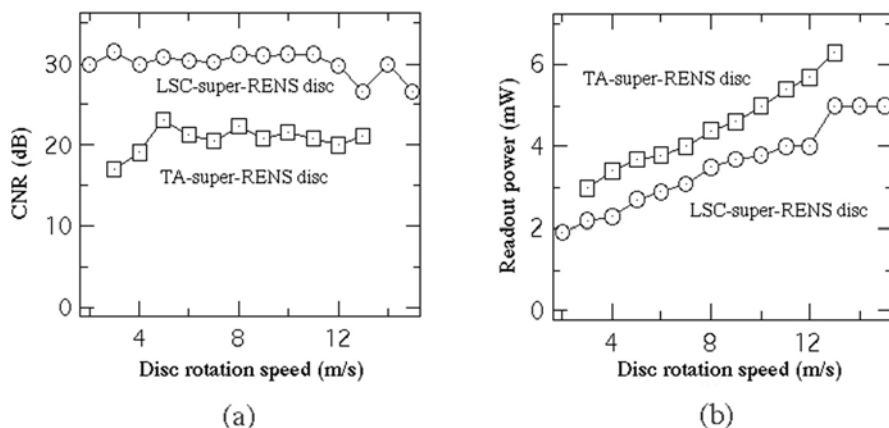 30
20
10
0
CNR (dB)
LSC-super-RENS disc
TA-super-RENS disc
4 8 12
Disc rotation speed (m/s)
(a)
6
4
2
0
Readout power (mW)
TA-super-RENS disc
LSC-super-RENS disc
4 8 12
Disc rotation speed (m/s)
(b)